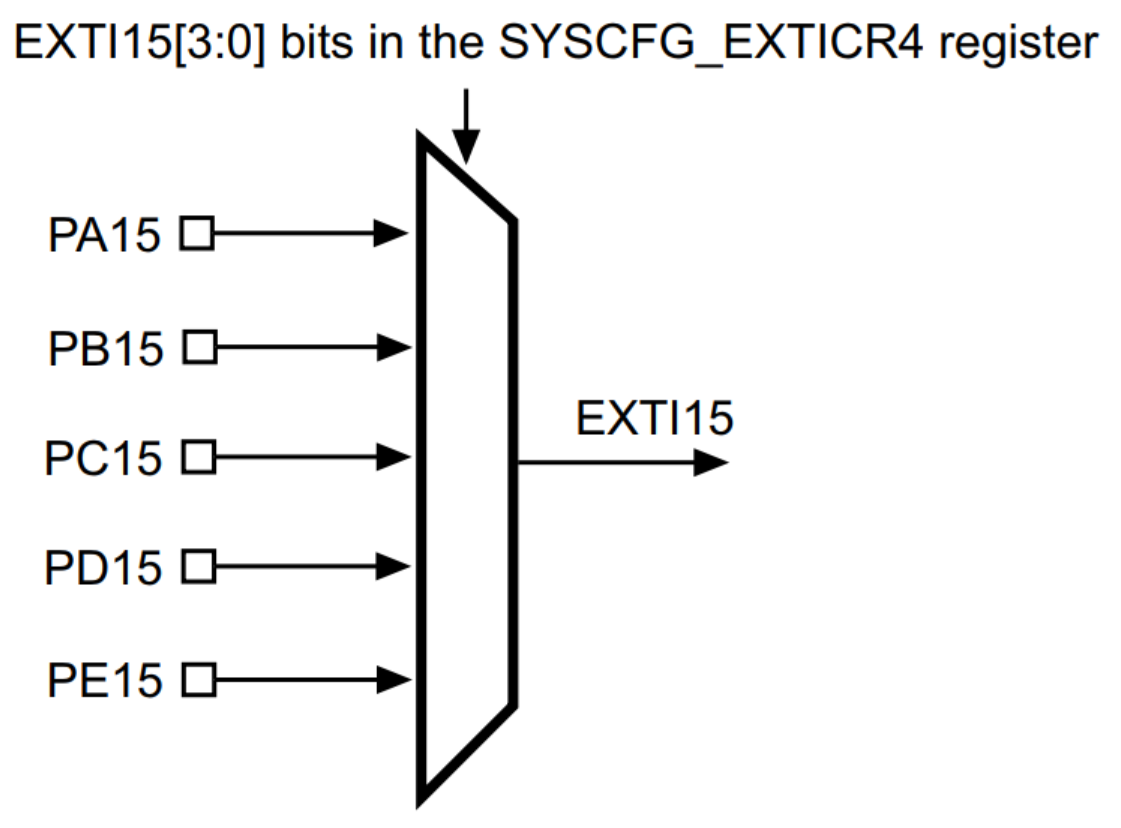 EXTI15[3:0] bits in the SYSCFG_EXTICR4 register
PA15
PB15
EXTI15
PC15
PD15
PE15